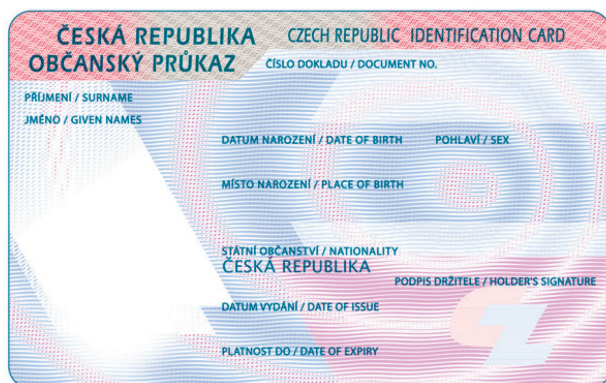 ČESKÁ REPUBLIKA CZECH REPUBLIC IDENTIFICATION CARD
OBČANSKÝ PRŮKAZ ČÍSLO DOKLADU / DOCUMENT NO.
PŘÍJMENÍ / SURNAME
JMÉNO / GIVEN NAMES
DATUM NAROZENÍ / DATE OF BIRTH POHLAVÍ / SEX
MÍSTO NAROZENÍ / PLACE OF BIRTH
STÁTNÍ OBČANSTVÍ / NATIONALITY
ČESKÁ REPUBLIKA
PODPIS DRŽITELE / HOLDER'S SIGNATURE
DATUM VYDÁNÍ / DATE OF ISSUE
PLATNOST DO / DATE OF EXPIRY
CZ